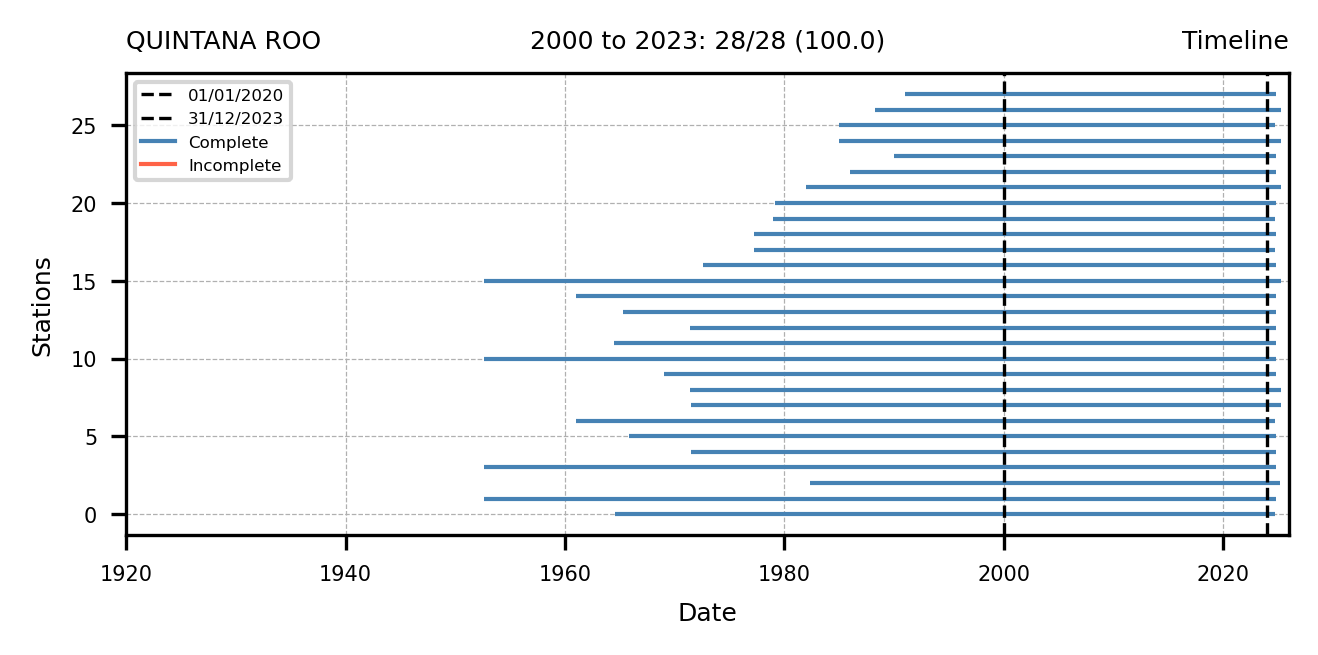 QUINTANA ROO
2000 to 2023: 28/28 (100.0)
Timeline
01/01/2020
31/12/2023
Complete
Incomplete
25
20
15
10
5
0
Stations
1920
1940
1960
1980
2000
2020
Date